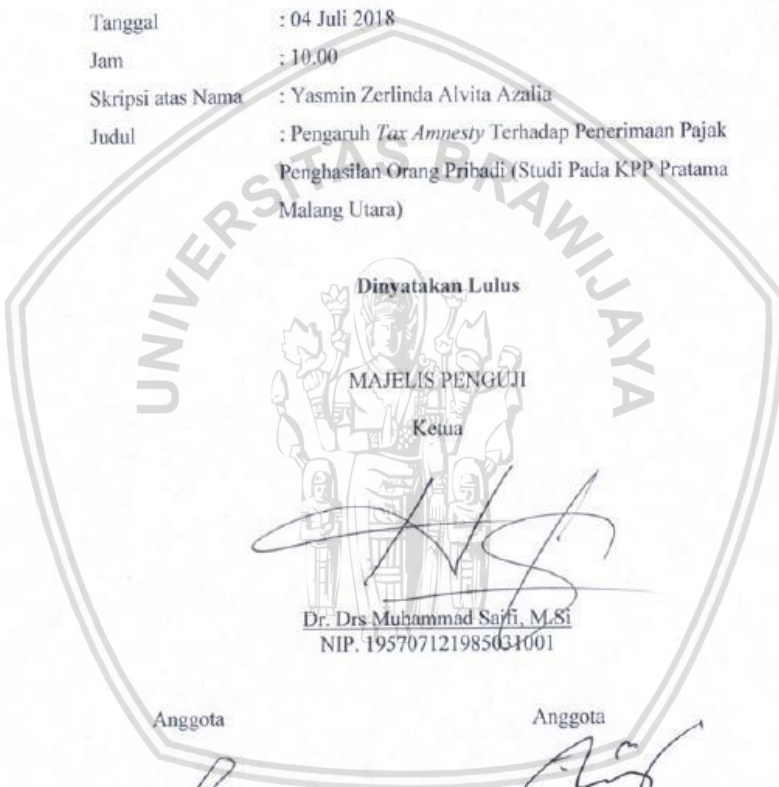 Tanggal : 04 Juli 2018
Jam : 10.00
Skripsi atas Nama : Yasmin Zerlinda Alvita Azalia
Judul : Pengaruh Tax Amnesty Terhadap Penerimaan Pajak
Penghasilan Orang Pribadi (Studi Pada KPP Pratama
Malang Utara)
UNIVERSITAS BRAWIJAYA
Dinyatakan Lulus
MAJELIS PENGUJI
Ketua
Dr. Drs Muhammad Saifi, M.Si
NIP. 195707121985031001
Anggota Anggota